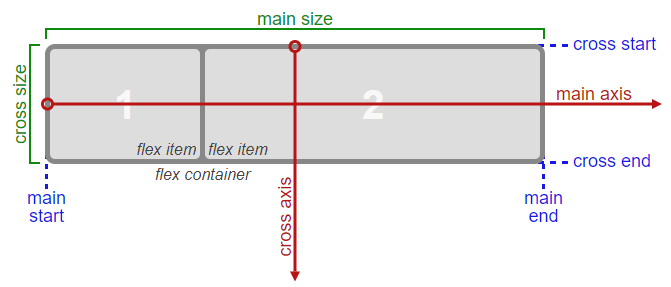 main size
cross start
cross size
1
2
main axis
flex item
flex item
cross end
flex container
cross axis
main
start
main
end